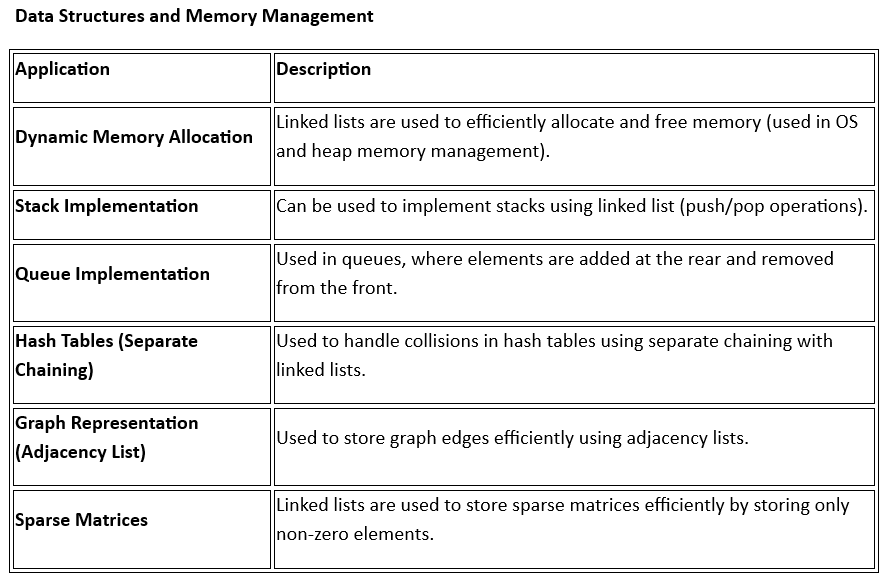 Data Structures and Memory Management
Application
Description
Dynamic Memory Allocation
Linked lists are used to efficiently allocate and free memory (used in OS
and heap memory management).
Stack Implementation
Can be used to implement stacks using linked list (push/pop operations).
Queue Implementation
Used in queues, where elements are added at the rear and removed
from the front.
Hash Tables (Separate
Chaining)
Used to handle collisions in hash tables using separate chaining with
linked lists.
Graph Representation
(Adjacency List)
Used to store graph edges efficiently using adjacency lists.
Sparse Matrices
Linked lists are used to store sparse matrices efficiently by storing only
non-zero elements.